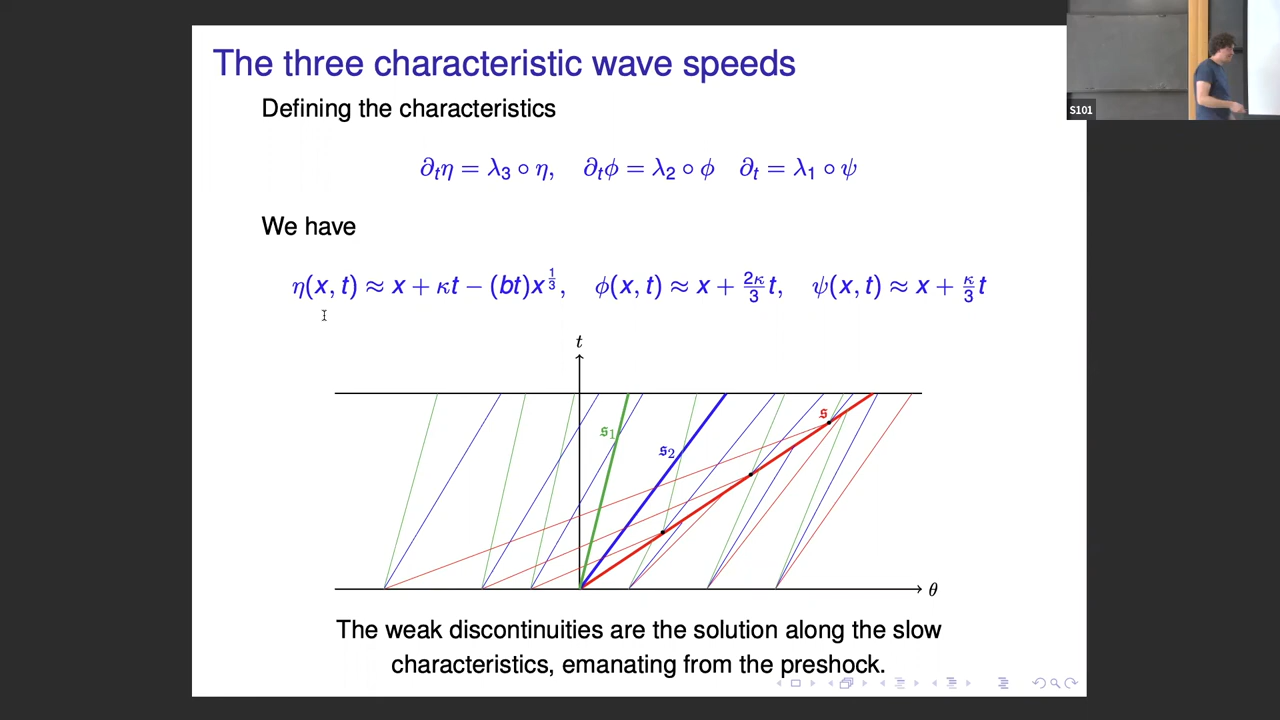 The three characteristic wave speeds
S101
Defining the characteristics
∂ₜη = λ₃ ∘ η, ∂ₜϕ = λ₂ ∘ ϕ ∂ₜ = λ₁ ∘ ψ
We have
η(x, t) ≈ x + κt − (bt)x^{1/3}, ϕ(x, t) ≈ x + \frac{2κ}{3}t, ψ(x, t) ≈ x + \frac{κ}{3}t
t
𝔰
𝔰₁
𝔰₂
θ
The weak discontinuities are the solution along the slow
characteristics, emanating from the preshock.